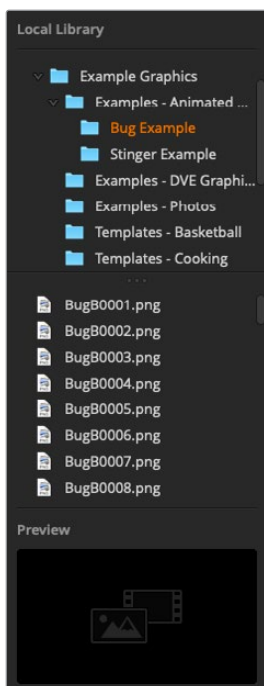 Local Library
Example Graphics
Examples - Animated ...
Bug Example
Stinger Example
Examples - DVE Graphi...
Examples - Photos
Templates - Basketball
Templates - Cooking
BugB0001.png
BugB0002.png
BugB0003.png
BugB0004.png
BugB0005.png
BugB0006.png
BugB0007.png
BugB0008.png
Preview